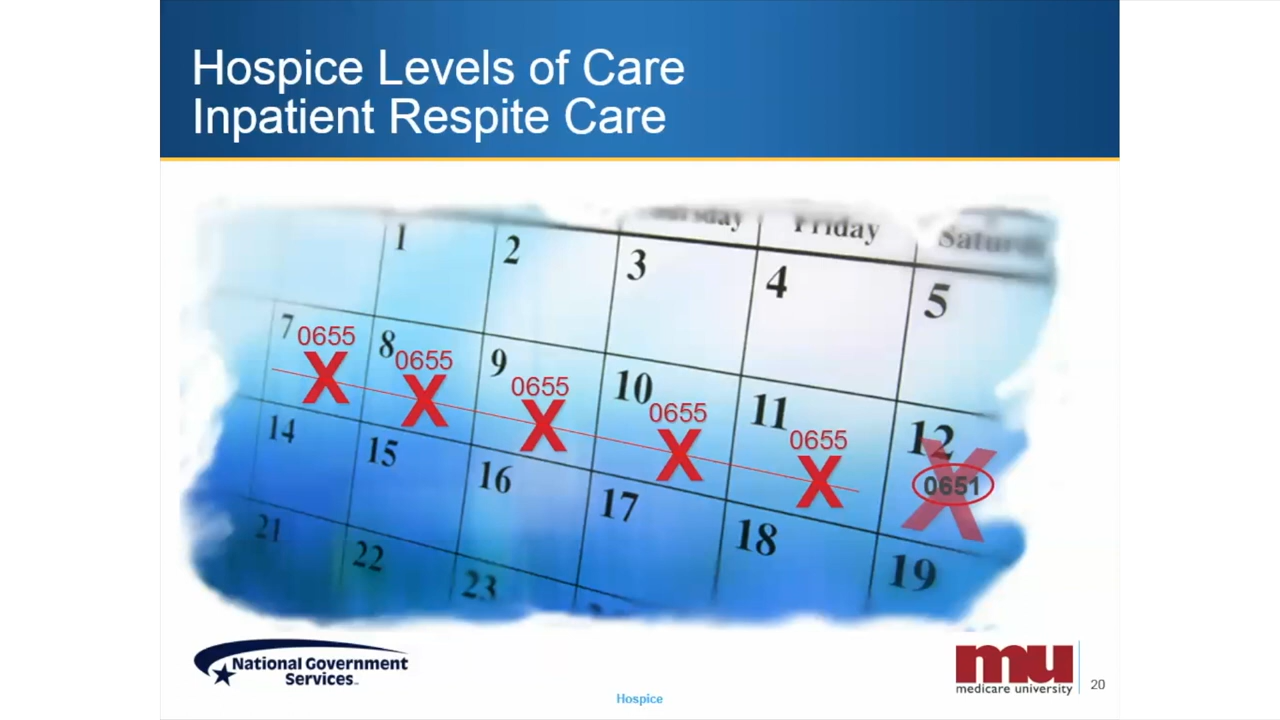 Hospice Levels of Care
Inpatient Respite Care
Friday
1 2 3 4 5
7 8 9 10 11 12
0655 0655 0655 0655 0655 0651
X X X X X X
14 15 16 17 18 19
21 22 23
National Government
Services
mu
medicare university
20
Hospice